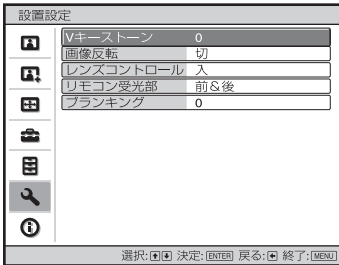 設置設定
Vキーストーン 0
画像反転 切
レンズコントロール 入
リモコン受光部 前&後
ブランキング 0
選択:⬆⬇ 決定:ENTER 戻る:⬅ 終了:MENU